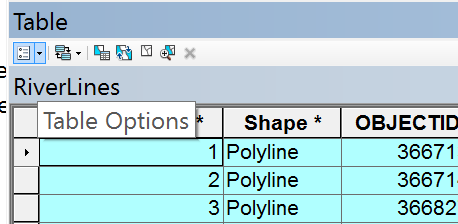 Table
RiverLines
Table Options
* Shape * OBJECTID
1 Polyline 36671
2 Polyline 36671
3 Polyline 36682